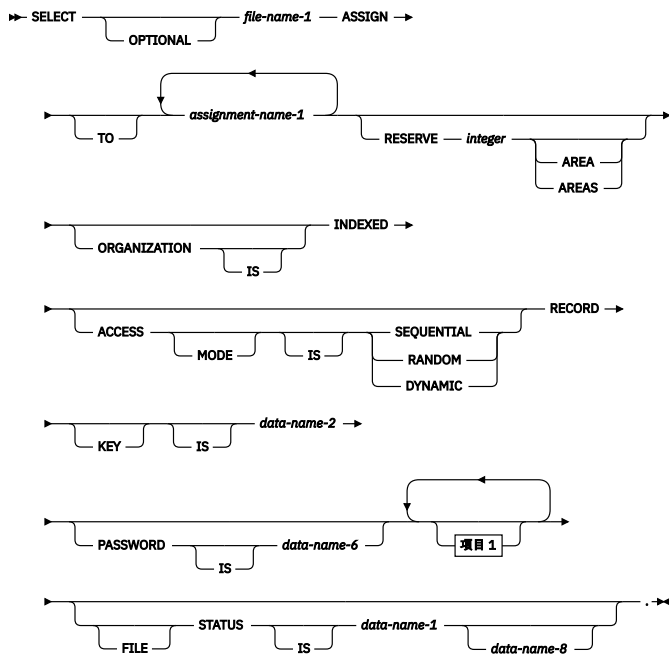 SELECT OPTIONAL file-name-1 ASSIGN
TO assignment-name-1 RESERVE integer AREA AREAS
ORGANIZATION IS INDEXED
ACCESS MODE IS SEQUENTIAL RANDOM DYNAMIC RECORD
KEY IS data-name-2
PASSWORD IS data-name-6 項目 1
FILE STATUS IS data-name-1 data-name-8 .